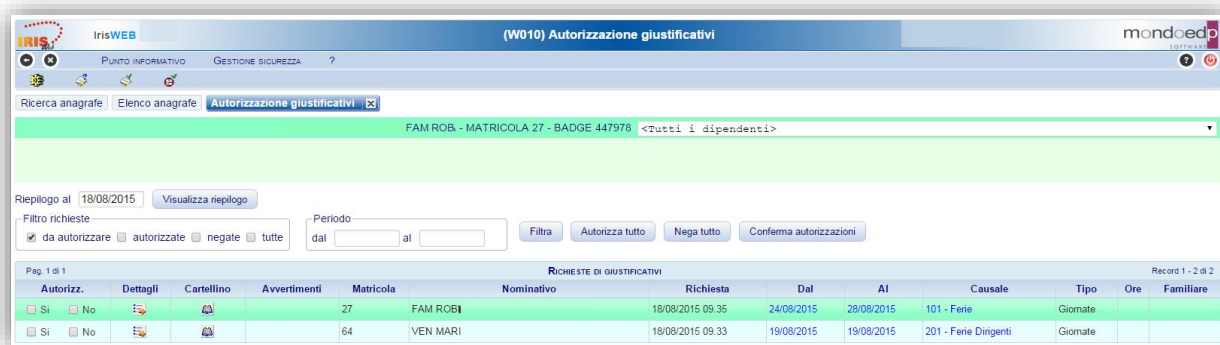 IRIS IrisWEB (W010) Autorizzazione giustificativi mondoedp
SOFTWARE
PUNTO INFORMATIVO GESTIONE SICUREZZA ?
Ricerca anagrafe Elenco anagrafe Autorizzazione giustificativi
FAM ROB. - MATRICOLA 27 - BADGE 447978 <Tutti i dipendenti>
Riepilogo al 18/08/2015 Visualizza riepilogo
Filtro richieste Periodo
da autorizzare autorizzate negate tutte dal al Filtra Autorizza tutto Nega tutto Conferma autorizzazioni
Pag. 1 di 1 RICHIESTE DI GIUSTIFICATIVI Record 1 - 2 di 2
Autorizz. Dettagli Cartellino Avvertimenti Matricola Nominativo Richiesta Dal Al Causale Tipo Ore Familiare
Si No 27 FAM ROB 18/08/2015 09.35 24/08/2015 28/08/2015 101 - Ferie Giornate
Si No 64 VEN MARI 18/08/2015 09.33 19/08/2015 19/08/2015 201 - Ferie Dirigenti Giornate